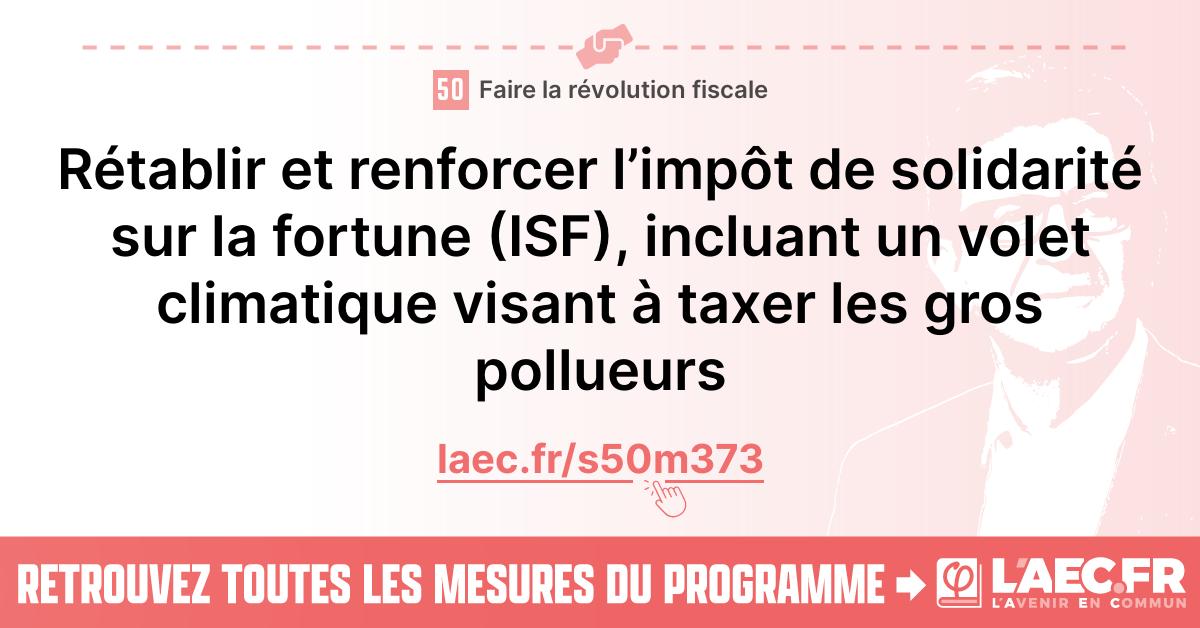 50 Faire la révolution fiscale
Rétablir et renforcer l’impôt de solidarité
sur la fortune (ISF), incluant un volet
climatique visant à taxer les gros
pollueurs
laec.fr/s50m373
RETROUVEZ TOUTES LES MESURES DU PROGRAMME → φ L'AEC.FR
L'AVENIR EN COMMUN